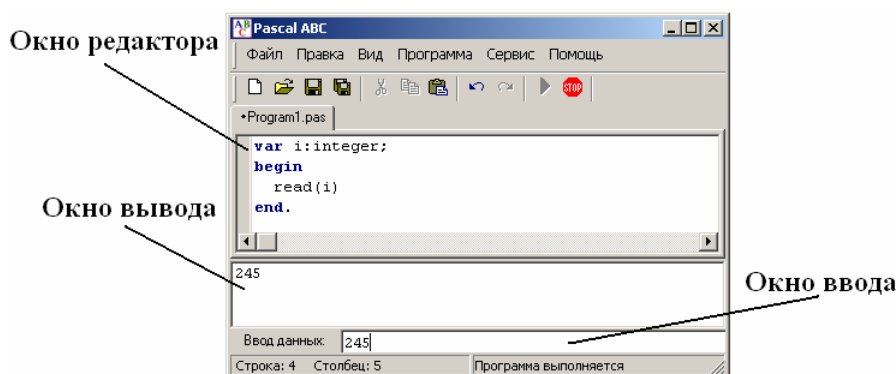 Pascal ABC
Окно редактора
Файл Правка Вид Программа Сервис Помощь
STOP
•Program1.pas
var i:integer;
begin
read(i)
end.
Окно вывода
245
Окно ввода
Ввод данных: 245
Строка: 4 Столбец: 5 Программа выполняется